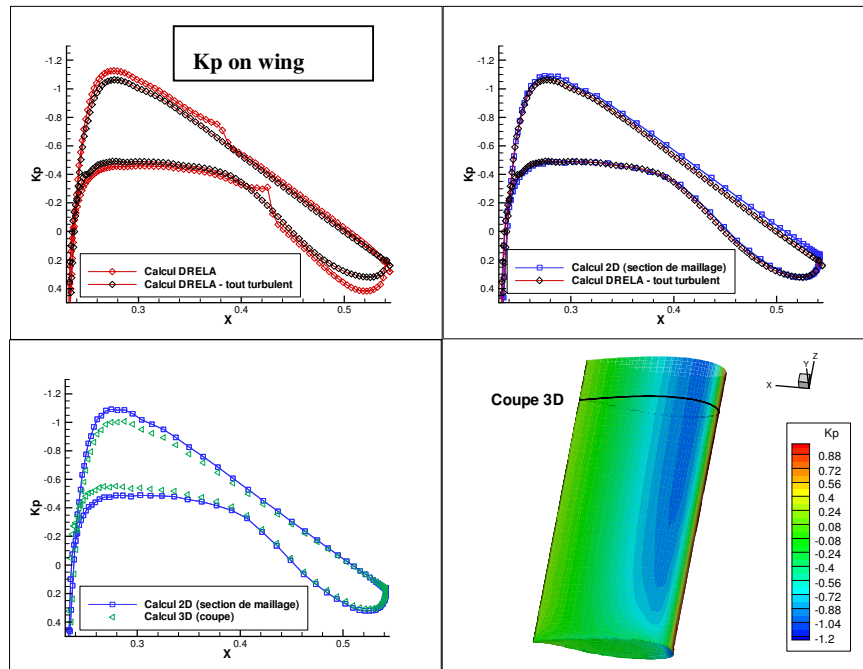 Kp on wing
-1.2
-1
-0.8
-0.6
-0.4
-0.2
0
0.2
0.4
Kp
0.3
0.4
0.5
X
Calcul DRELA
Calcul DRELA - tout turbulent
-1.2
-1
-0.8
-0.6
-0.4
-0.2
0
0.2
0.4
Kp
0.3
0.4
0.5
X
Calcul 2D (section de maillage)
Calcul DRELA - tout turbulent
-1.2
-1
-0.8
-0.6
-0.4
-0.2
0
0.2
0.4
Kp
0.3
0.4
0.5
X
Calcul 2D (section de maillage)
Calcul 3D (coupe)
Coupe 3D
X
Y
Z
Kp
0.88
0.72
0.56
0.4
0.24
0.08
-0.08
-0.24
-0.4
-0.56
-0.72
-0.88
-1.04
-1.2